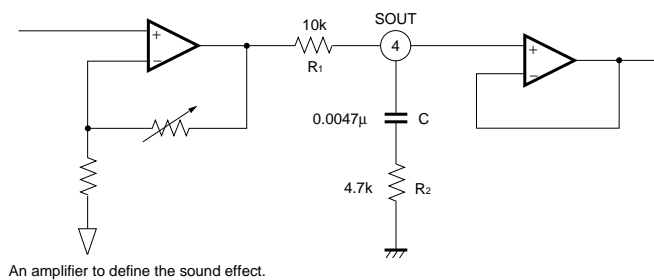 10k
SOUT
+
−
R1
4
+
−
0.0047μ
C
4.7k
R2
An amplifier to define the sound effect.